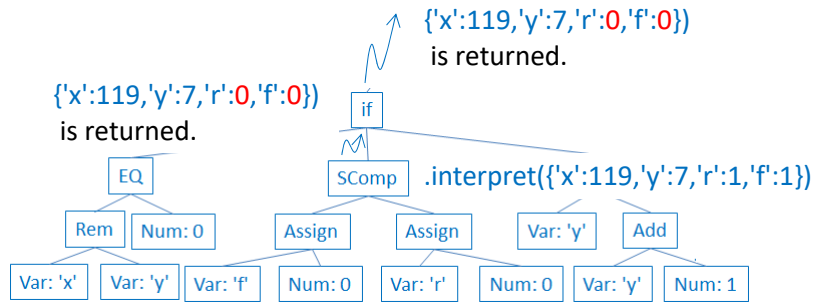 {'x':119,'y':7,'r':0,'f':0})
is returned.
{'x':119,'y':7,'r':0,'f':0})
is returned.
if
EQ
SComp
.interpret({'x':119,'y':7,'r':1,'f':1})
Rem
Num: 0
Assign
Assign
Var: 'y'
Add
Var: 'x'
Var: 'y'
Var: 'f'
Num: 0
Var: 'r'
Num: 0
Var: 'y'
Num: 1